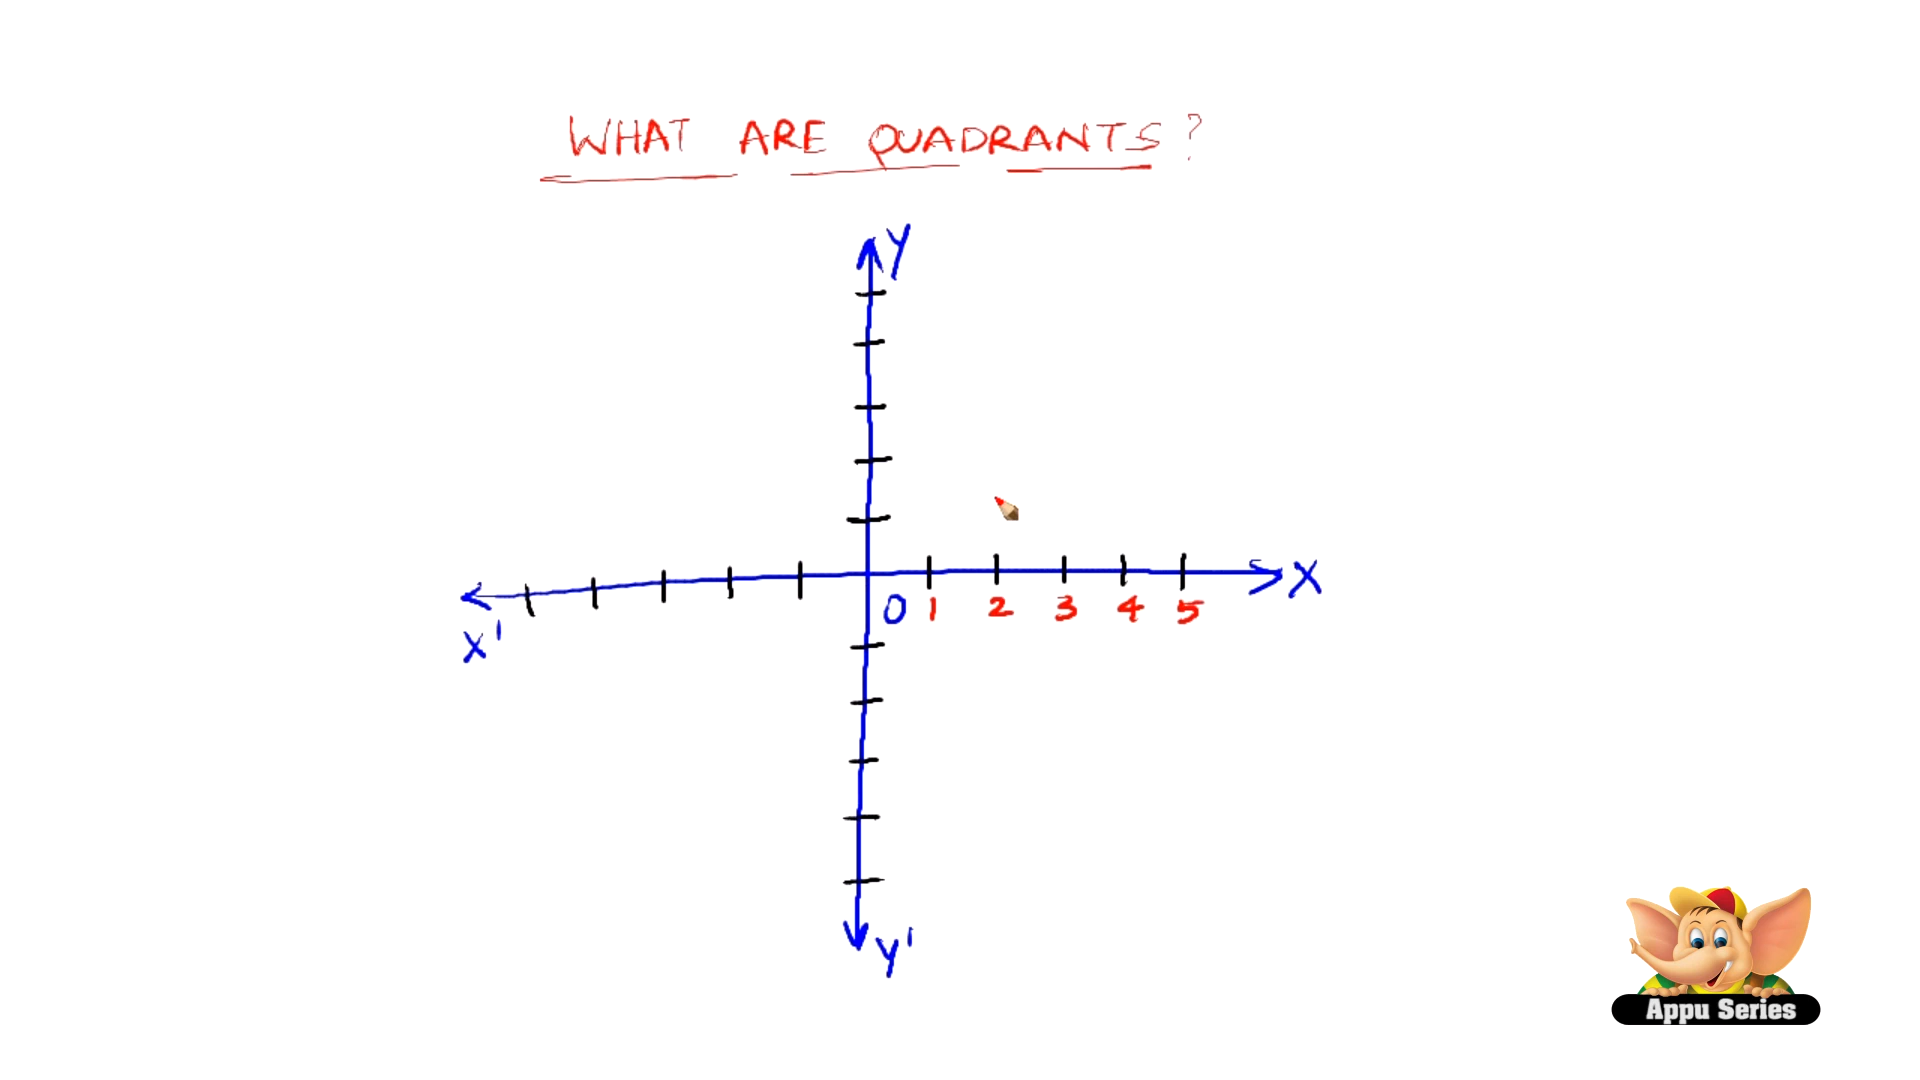 WHAT ARE QUADRANTS?
Y
X
0 1 2 3 4 5
X'
Y'
Appu Series